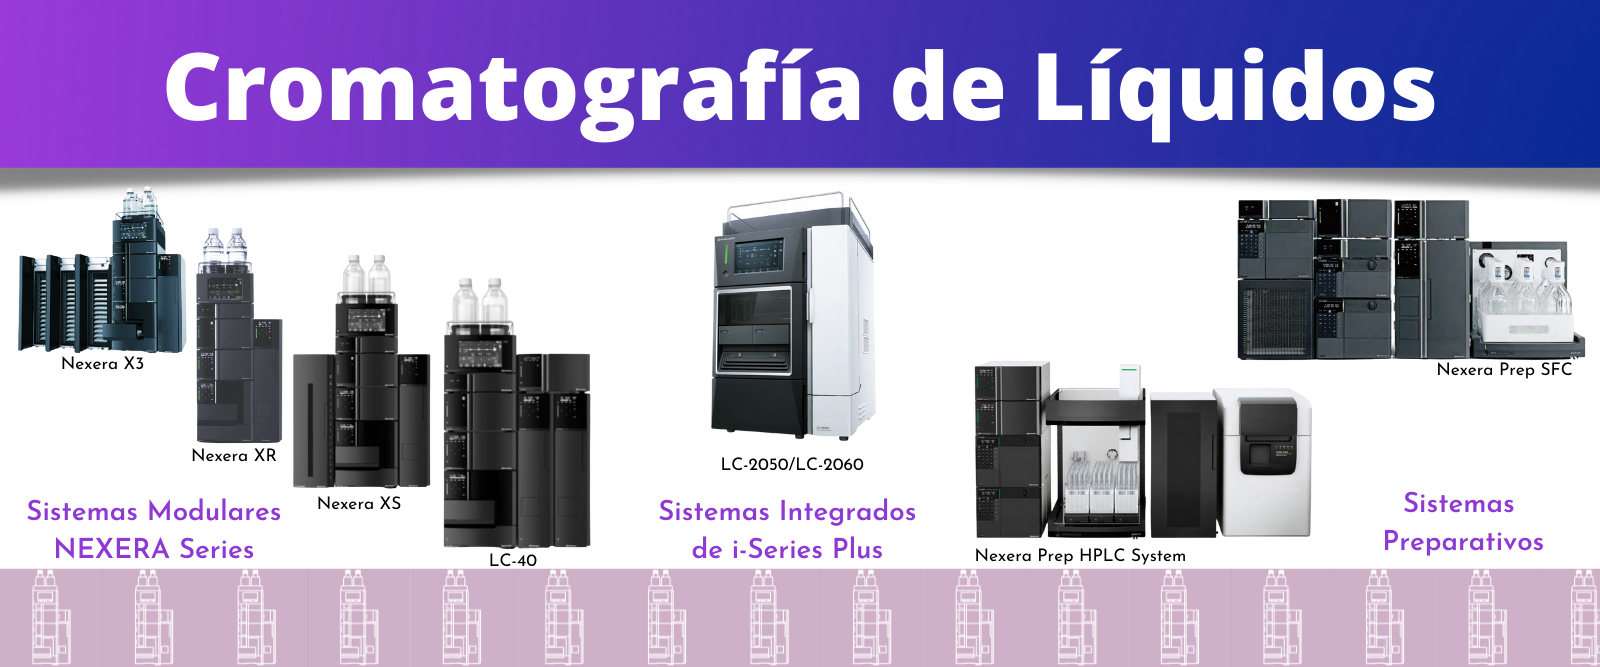 Cromatografía de Líquidos
Nexera X3
Nexera XR
Nexera XS
LC-40
Sistemas Modulares
NEXERA Series
LC-2050/LC-2060
Sistemas Integrados
de i-Series Plus
Nexera Prep HPLC System
Nexera Prep SFC
Sistemas
Preparativos